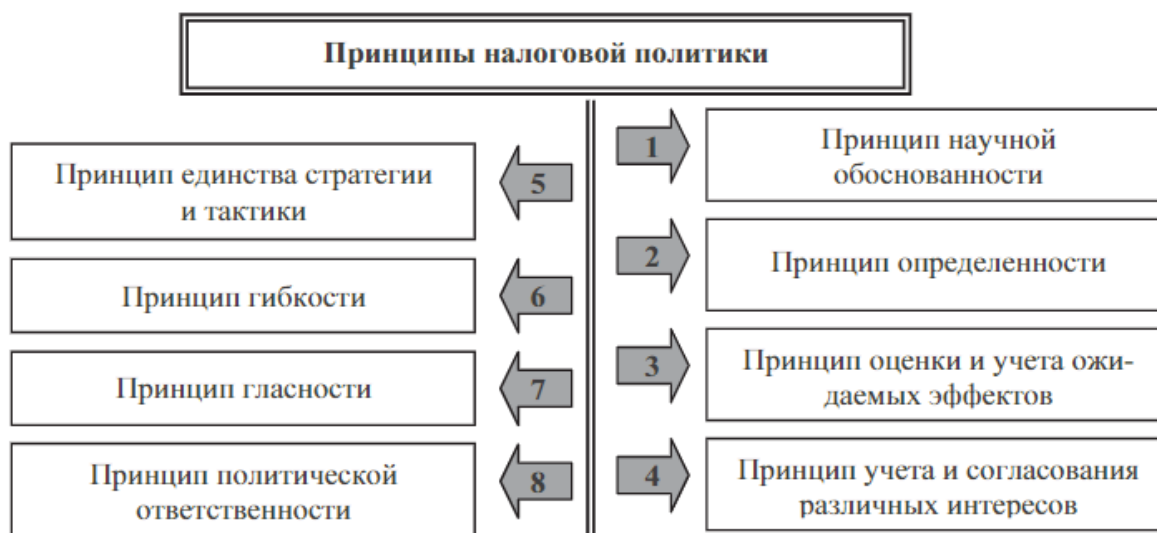 Принципы налоговой политики
1
Принцип научной
обоснованности
2
Принцип определенности
3
Принцип оценки и учета ожи-
даемых эффектов
4
Принцип учета и согласования
различных интересов
5
Принцип единства стратегии
и тактики
6
Принцип гибкости
7
Принцип гласности
8
Принцип политической
ответственности